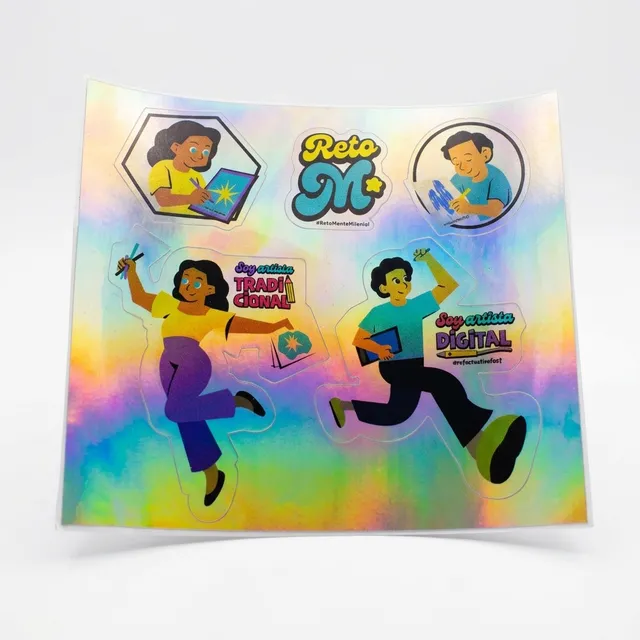 Reto
M
#RetoMenteMilenial
Soy artista
TRADI
CIONAL
Soy artista
DIGITAL